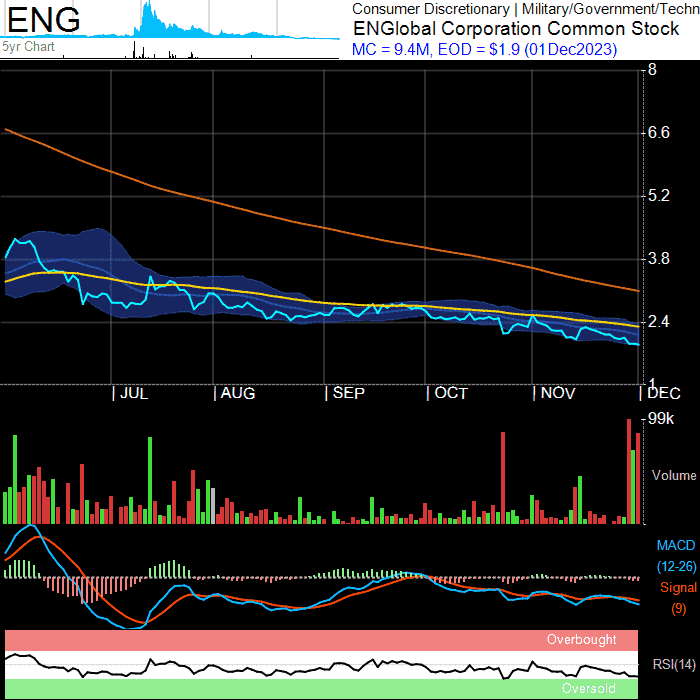 ENG
5yr Chart
Consumer Discretionary | Military/Government/Techn
ENGlobal Corporation Common Stock
MC = 9.4M, EOD = $1.9 (01Dec2023)
8
6.6
5.2
3.8
2.4
1
JUL
AUG
SEP
OCT
NOV
DEC
99k
Volume
MACD
(12-26)
Signal
(9)
Overbought
RSI(14)
Oversold